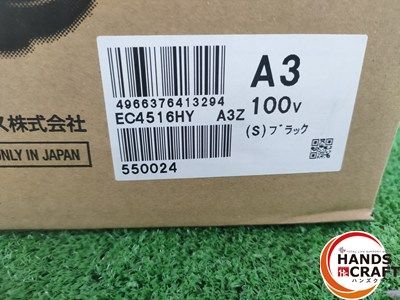 A3
4966376413294
100V
EC4516HY A3Z
(S)ブラック
550024
ス株式会社
ONLY IN JAPAN
HANDS
CRAFT
ハンズクラフト